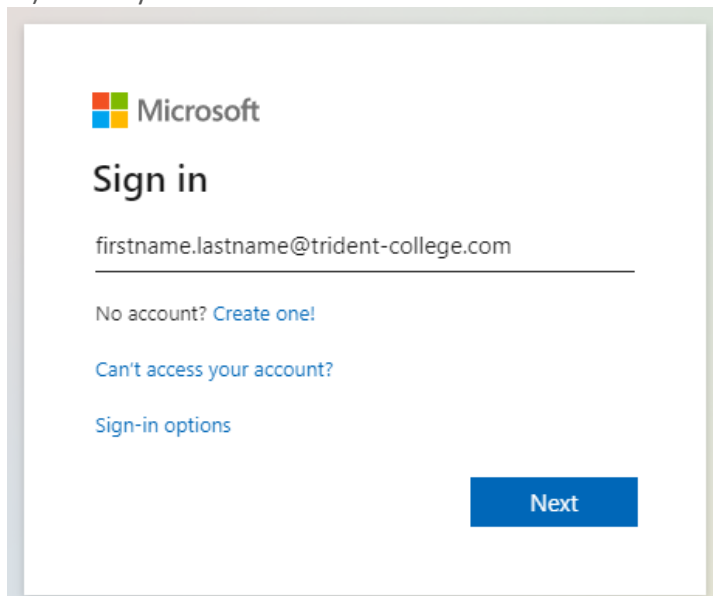 Microsoft
Sign in
firstname.lastname@trident-college.com
No account? Create one!
Can't access your account?
Sign-in options
Next